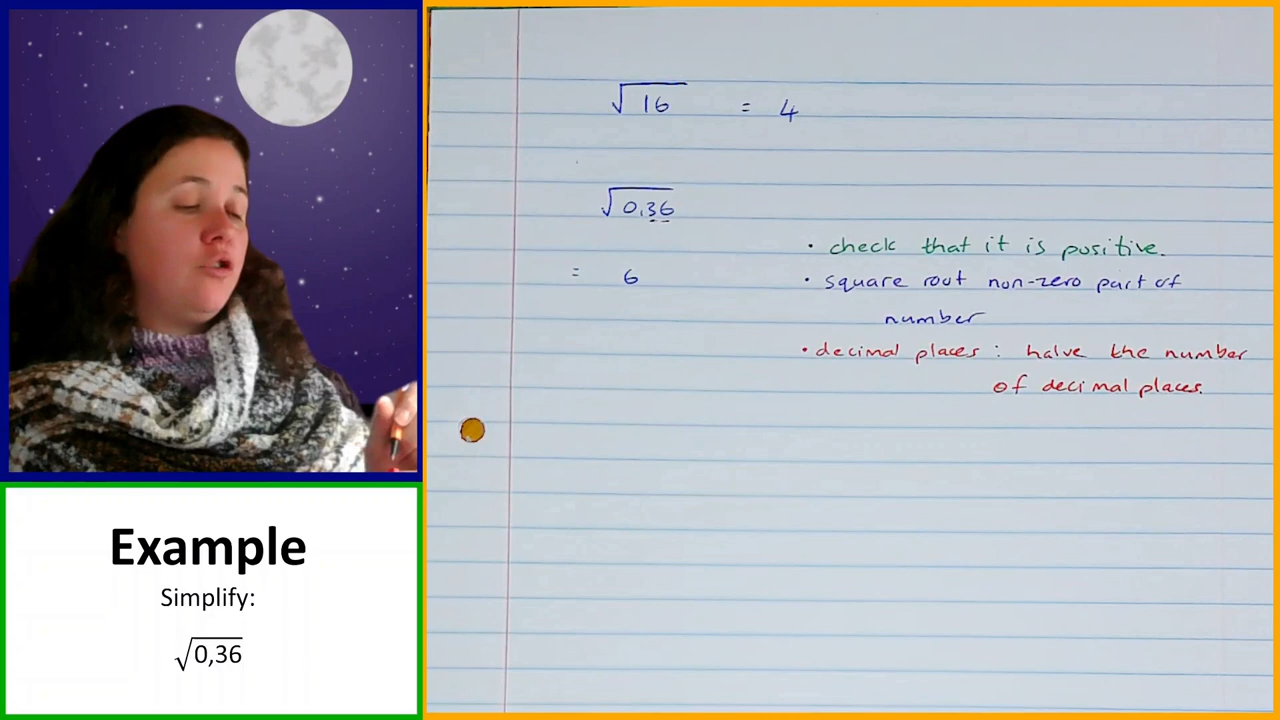 √16 = 4
√0,36
= 6
• check that it is positive.
• square root non-zero part of
number
• decimal places : halve the number
of decimal places.
Example
Simplify:
√0,36